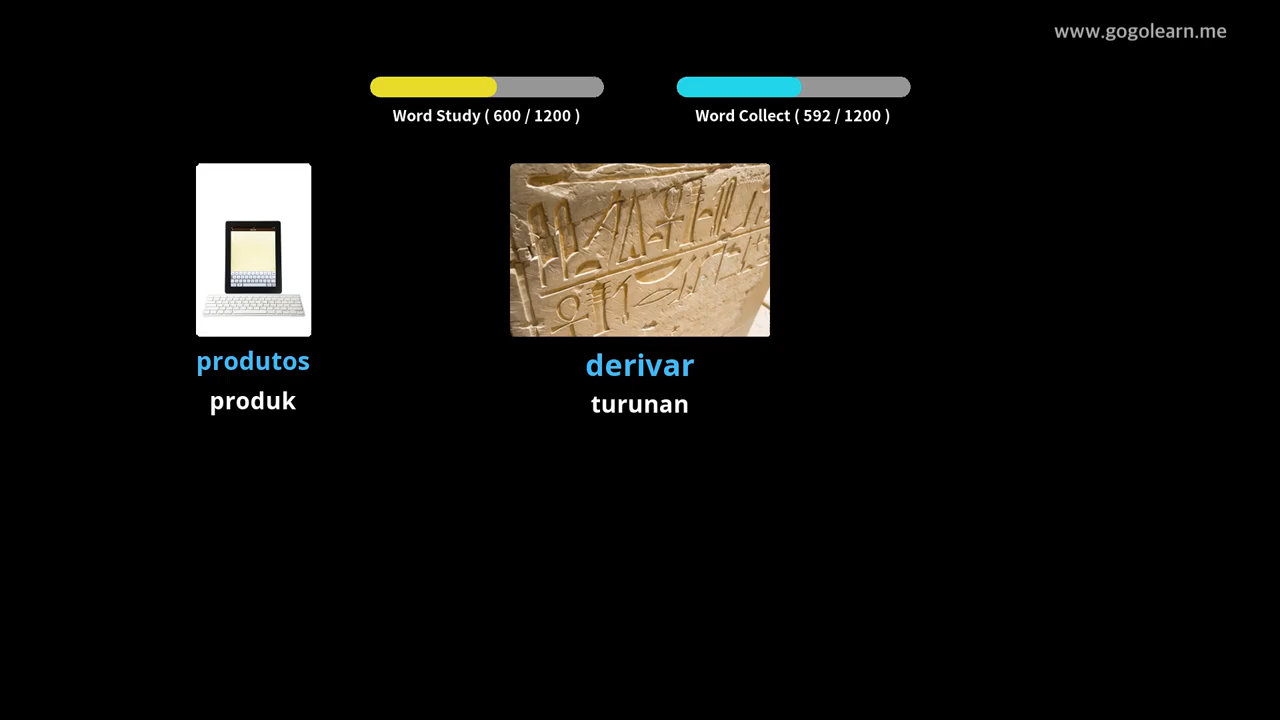 www.gogolearn.me
Word Study ( 600 / 1200 )
Word Collect ( 592 / 1200 )
produtos
produk
derivar
turunan